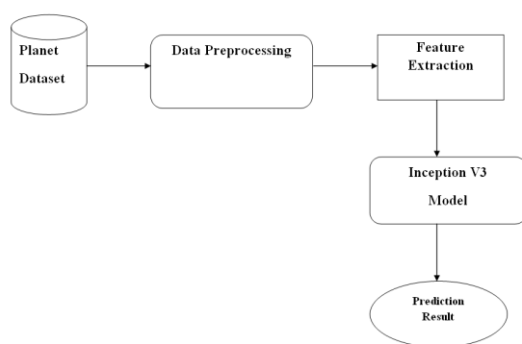 Planet
Dataset
Data Preprocessing
Feature
Extraction
Inception V3
Model
Prediction
Result